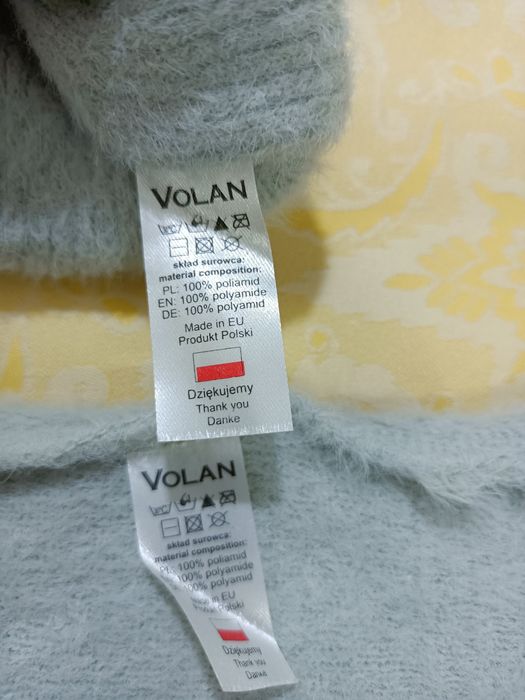 VOLAN
skład surowca:
material composition:
PL: 100% poliamid
EN: 100% polyamide
DE: 100% polyamid
Made in EU
Produkt Polski
Dziękujemy
Thank you
Danke
VOLAN
skład surowca:
material composition:
100% poliamid
100% polyamide
100% polyamid
Made in EU
Polski
Dziękujemy
Thank you
Danke